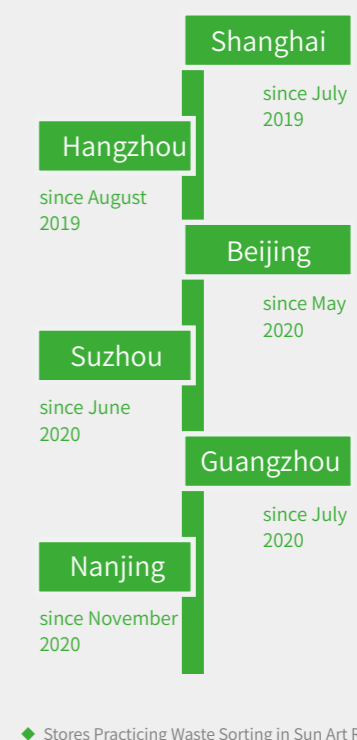 Shanghai
since July
2019
Hangzhou
since August
2019
Beijing
since May
2020
Suzhou
since June
2020
Guangzhou
since July
2020
Nanjing
since November
2020
◆ Stores Practicing Waste Sorting in Sun Art